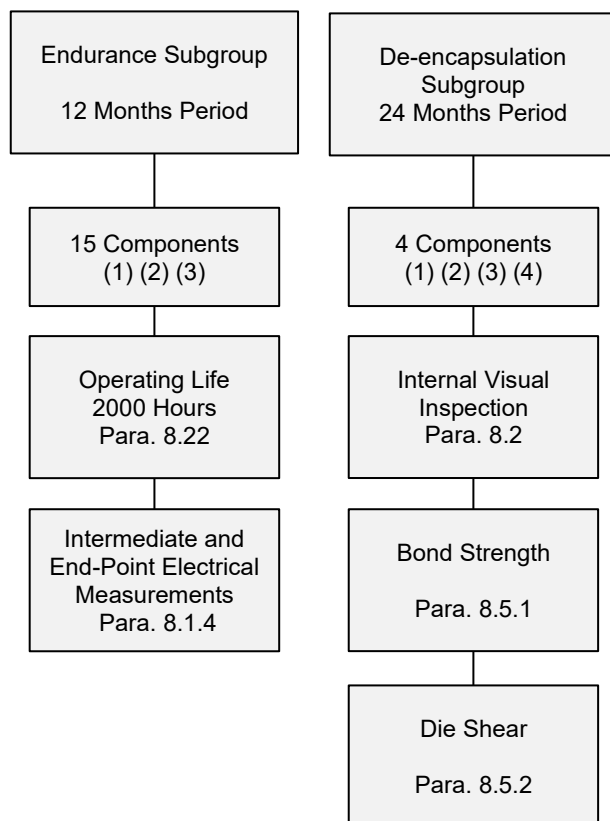 Endurance Subgroup
12 Months Period
15 Components
(1) (2) (3)
Operating Life
2000 Hours
Para. 8.22
Intermediate and
End-Point Electrical
Measurements
Para. 8.1.4
De-encapsulation
Subgroup
24 Months Period
4 Components
(1) (2) (3) (4)
Internal Visual
Inspection
Para. 8.2
Bond Strength
Para. 8.5.1
Die Shear
Para. 8.5.2